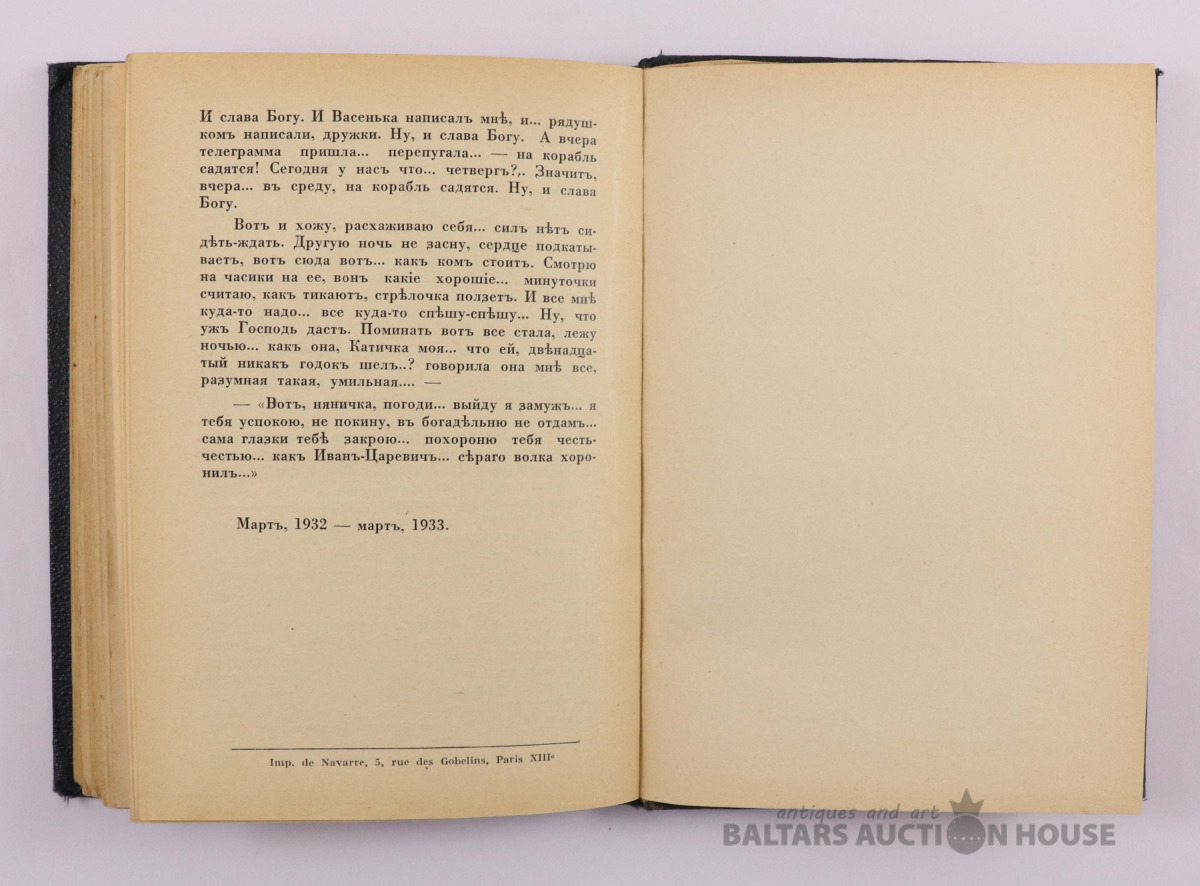 И слава Богу. И Васенька написалъ мнѣ, и... рядуш-
комъ написали, дружки. Ну, и слава Богу. А вчера
телеграмма пришла... перепугала... — на корабль
садятся! Сегодня у насъ что... четвергъ?.. Значитъ,
вчера... въ среду, на корабль садятся. Ну, и слава
Богу.
Вотъ и хожу, расхаживаю себя... силъ нѣтъ си-
дѣть-ждать. Другую ночь не засну, сердце подкаты-
ваетъ, вотъ сюда вотъ... какъ комъ стоитъ. Смотрю
на часики на ее, вонъ какіе хорошіе... минуточки
считаю, какъ тикаютъ, стрѣлочка ползетъ. И все мнѣ
куда-то надо... все куда-то спѣшу-спѣшу... Ну, что
ужъ Господь дастъ. Поминать вотъ все стала, лежу
ночью... какъ она, Катичка моя... что ей, двѣнадца-
тый никакъ годокъ шелъ..? говорила она мнѣ все,
разумная такая, умильная.... —
— «Вотъ, няничка, погоди... выйду я замужъ... я
тебя успокою, не покину, въ богадѣльню не отдамъ...
сама глазки тебѣ закрою... похороню тебя честь-
честью... какъ Иванъ-Царевичъ... сѣраго волка хоро-
нилъ...»
Мартъ, 1932 — мартъ, 1933.
Imp. de Navarre, 5, rue des Gobelins, Paris XIIIe
antiques and art
BALTARS AUCTION HOUSE